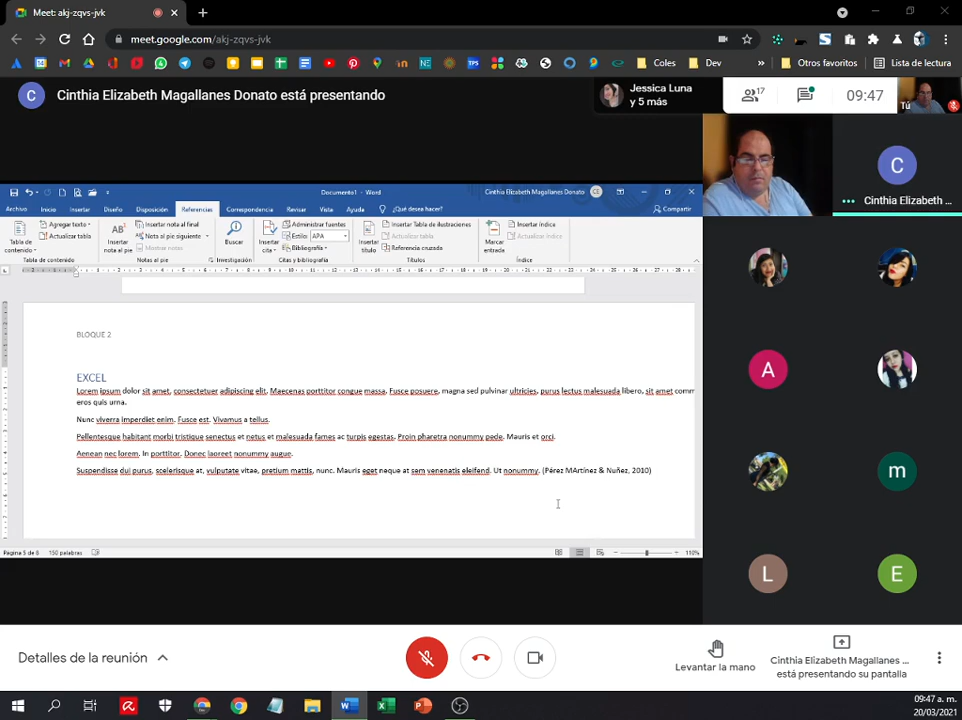 Meet: akj-zqvs-jvk
meet.google.com/akj-zqvs-jvk
NE
TPS
S
Coles
Dev
»
Otros favoritos
Lista de lectura
C
Cinthia Elizabeth Magallanes Donato está presentando
Jessica Luna
y 5 más
17
09:47
Tú
C
Cinthia Elizabeth ...
Documento1 - Word
Cinthia Elizabeth Magallanes Donato
CE
Archivo Inicio Insertar Diseño Disposición Referencias Correspondencia Revisar Vista Ayuda ¿Qué desea hacer?
Compartir
Tabla de contenido
Agregar texto
Actualizar tabla
Tabla de contenido
AB
Insertar nota al pie
Insertar nota al final
Nota al pie siguiente
Mostrar notas
Notas al pie
Buscar
Investigación
Insertar cita
Administrar fuentes
Estilo: APA
Bibliografía
Citas y bibliografía
Insertar título
Insertar Tabla de ilustraciones
Actualizar tabla
Referencia cruzada
Títulos
Marcar entrada
Insertar índice
Actualizar índice
Índice
BLOQUE 2
EXCEL
Lorem ipsum dolor sit amet, consectetuer adipiscing elit. Maecenas porttitor congue massa. Fusce posuere, magna sed pulvinar ultricies, purus lectus malesuada libero, sit amet comm
eros quis urna.
Nunc viverra imperdiet enim. Fusce est. Vivamus a tellus.
Pellentesque habitant morbi tristique senectus et netus et malesuada fames ac turpis egestas. Proin pharetra nonummy pede. Mauris et orci.
Aenean nec lorem. In porttitor. Donec laoreet nonummy augue.
Suspendisse dui purus, scelerisque at, vulputate vitae, pretium mattis, nunc. Mauris eget neque at sem venenatis eleifend. Ut nonummy. (Pérez MArtínez & Nuñez, 2010)
Página 5 de 6 150 palabras
110%
A
m
L
E
Detalles de la reunión
Levantar la mano
Cinthia Elizabeth Magallanes ...
está presentando su pantalla
09:47 a. m.
20/03/2021